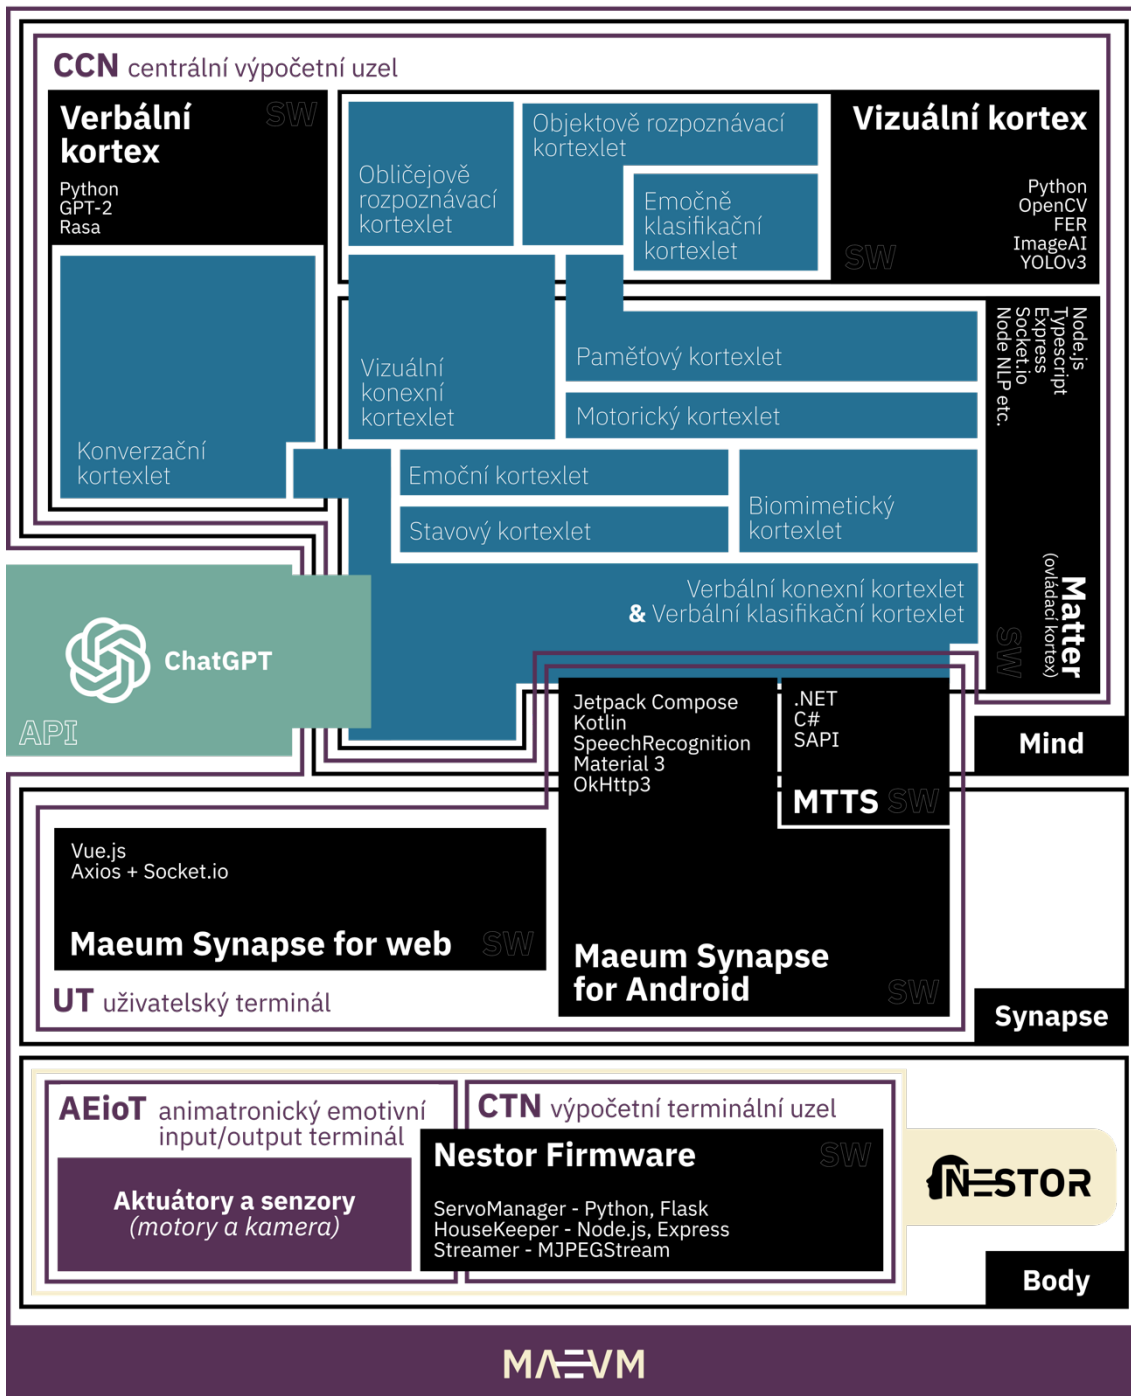 CCN centrální výpočetní uzel
Verbální
kortex
SW
Python
GPT-2
Rasa
Obličejově
rozpoznávací
kortexlet
Objektově rozpoznávací
kortexlet
Emočně
klasifikační
kortexlet
Vizuální kortex
Python
OpenCV
FER
ImageAI
YOLOv3
SW
Konverzační
kortexlet
Vizuální
konexní
kortexlet
Paměťový kortexlet
Motorický kortexlet
Emoční kortexlet
Stavový kortexlet
Biomimetický
kortexlet
Verbální konexní kortexlet
& Verbální klasifikační kortexlet
Node.js
Typescript
Express
Socket.io
Node NLP etc.
Matter
(ovládací kortex)
SW
ChatGPT
API
Mind
Jetpack Compose
Kotlin
SpeechRecognition
Material 3
OkHttp3
.NET
C#
SAPI
MTTS SW
Vue.js
Axios + Socket.io
Maeum Synapse for web SW
Maeum Synapse
for Android
SW
UT uživatelský terminál
Synapse
AEioT animatronický emotivní
input/output terminál
Aktuátory a senzory
(motory a kamera)
CTN výpočetní terminální uzel
Nestor Firmware SW
ServoManager - Python, Flask
HouseKeeper - Node.js, Express
Streamer - MJPEGStream
NESTOR
Body
MAEVM